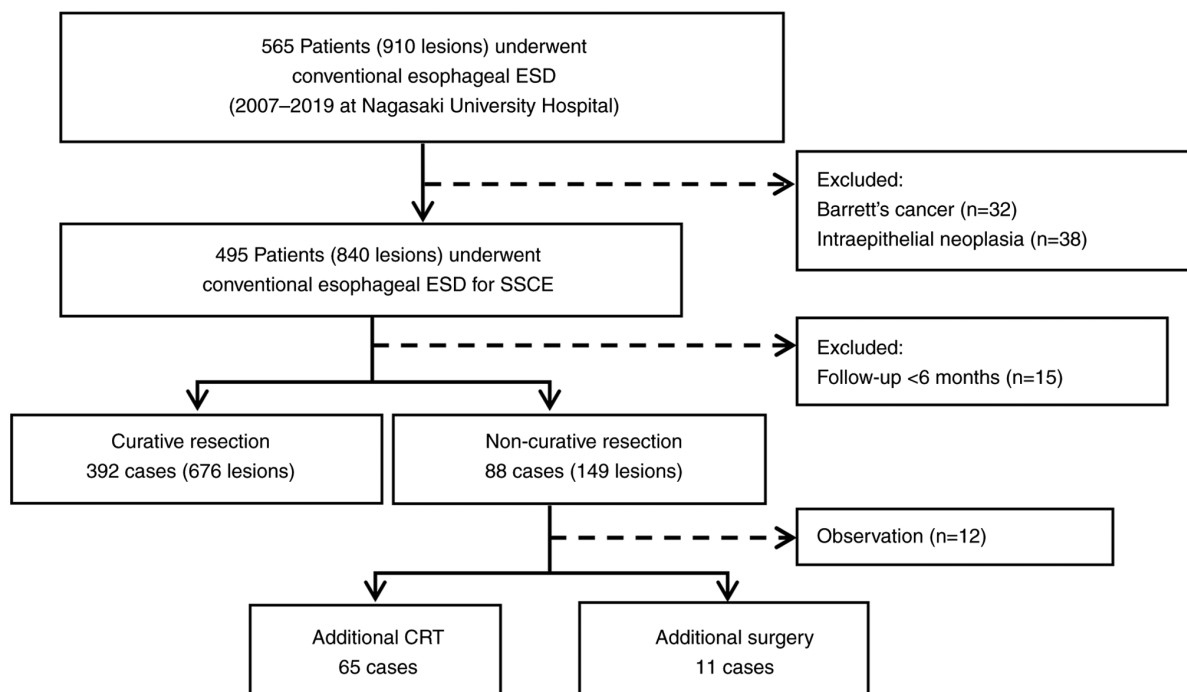 565 Patients (910 lesions) underwent
conventional esophageal ESD
(2007–2019 at Nagasaki University Hospital)
Excluded:
Barrett’s cancer (n=32)
Intraepithelial neoplasia (n=38)
495 Patients (840 lesions) underwent
conventional esophageal ESD for SSCE
Excluded:
Follow-up <6 months (n=15)
Curative resection
392 cases (676 lesions)
Non-curative resection
88 cases (149 lesions)
Observation (n=12)
Additional CRT
65 cases
Additional surgery
11 cases